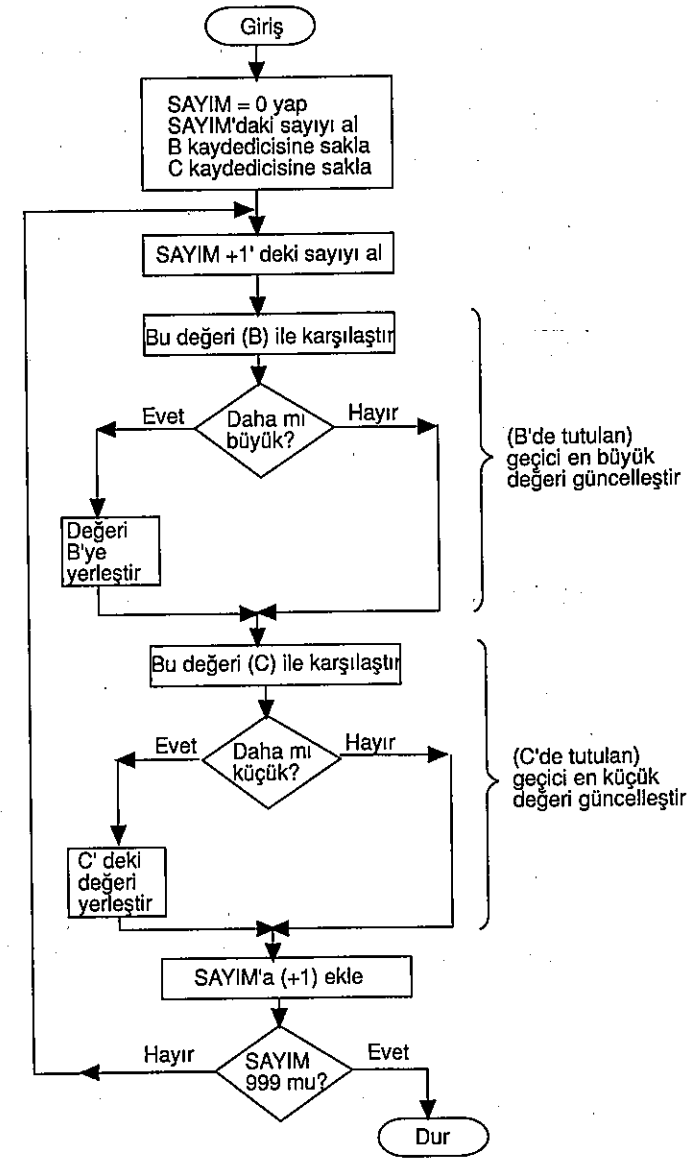 Giriş
SAYIM = 0 yap
SAYIM'daki sayıyı al
B kaydedicisine sakla
C kaydedicisine sakla
SAYIM +1' deki sayıyı al
Bu değeri (B) ile karşılaştır
Evet
Daha mı
büyük?
Hayır
(B'de tutulan)
geçici en büyük
değeri güncelleştir
Değeri
B'ye
yerleştir
Bu değeri (C) ile karşılaştır
Evet
Daha mı
küçük?
Hayır
(C'de tutulan)
geçici en küçük
değeri güncelleştir
C' deki
değeri
yerleştir
SAYIM'a (+1) ekle
Hayır
SAYIM
999 mu?
Evet
Dur